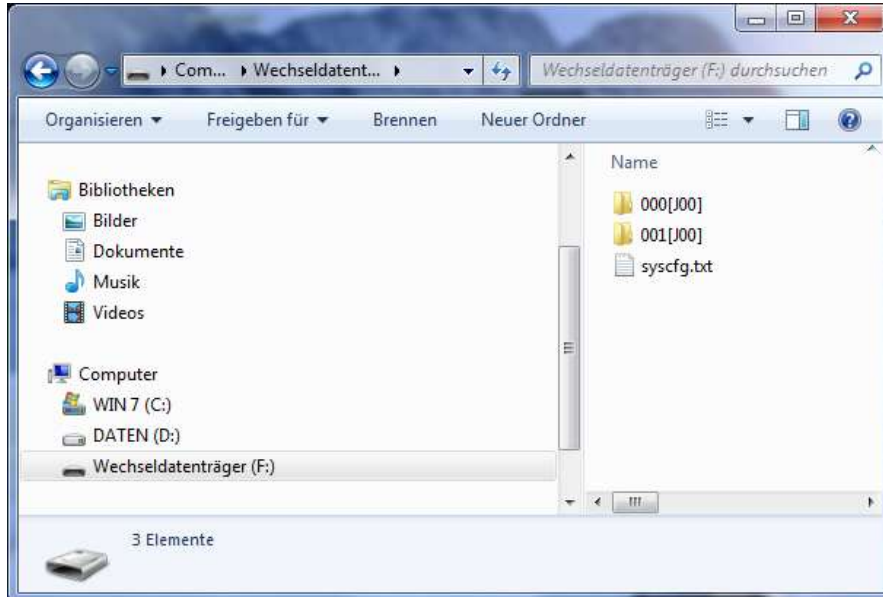 Com... Wechseldatent...
Wechseldatenträger (F:) durchsuchen
Organisieren Freigeben für Brennen Neuer Ordner
Bibliotheken
Bilder
Dokumente
Musik
Videos
Computer
WIN 7 (C:)
DATEN (D:)
Wechseldatenträger (F:)
Name
000[J00]
001[J00]
syscfg.txt
3 Elemente